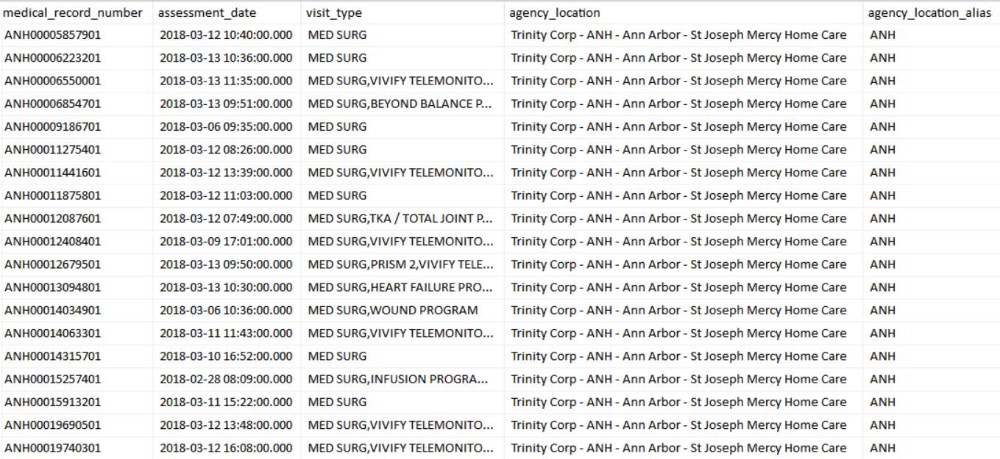 medical_record_number assessment_date visit_type agency_location agency_location_alias
ANH00005857901 2018-03-12 10:40:00.000 MED SURG Trinity Corp - ANH - Ann Arbor - St Joseph Mercy Home Care ANH
ANH00006223201 2018-03-13 10:36:00.000 MED SURG Trinity Corp - ANH - Ann Arbor - St Joseph Mercy Home Care ANH
ANH00006550001 2018-03-13 11:35:00.000 MED SURG,VIVIFY TELEMONITO... Trinity Corp - ANH - Ann Arbor - St Joseph Mercy Home Care ANH
ANH00006854701 2018-03-13 09:51:00.000 MED SURG,BEYOND BALANCE P... Trinity Corp - ANH - Ann Arbor - St Joseph Mercy Home Care ANH
ANH00009186701 2018-03-06 09:35:00.000 MED SURG Trinity Corp - ANH - Ann Arbor - St Joseph Mercy Home Care ANH
ANH00011275401 2018-03-12 08:26:00.000 MED SURG Trinity Corp - ANH - Ann Arbor - St Joseph Mercy Home Care ANH
ANH00011441601 2018-03-12 13:39:00.000 MED SURG,VIVIFY TELEMONITO... Trinity Corp - ANH - Ann Arbor - St Joseph Mercy Home Care ANH
ANH00011875801 2018-03-12 11:03:00.000 MED SURG Trinity Corp - ANH - Ann Arbor - St Joseph Mercy Home Care ANH
ANH00012087601 2018-03-12 07:49:00.000 MED SURG,TKA / TOTAL JOINT P... Trinity Corp - ANH - Ann Arbor - St Joseph Mercy Home Care ANH
ANH00012408401 2018-03-09 17:01:00.000 MED SURG,VIVIFY TELEMONITO... Trinity Corp - ANH - Ann Arbor - St Joseph Mercy Home Care ANH
ANH00012679501 2018-03-13 09:50:00.000 MED SURG,PRISM 2,VIVIFY TELE... Trinity Corp - ANH - Ann Arbor - St Joseph Mercy Home Care ANH
ANH00013094801 2018-03-13 10:30:00.000 MED SURG,HEART FAILURE PRO... Trinity Corp - ANH - Ann Arbor - St Joseph Mercy Home Care ANH
ANH00014034901 2018-03-06 10:36:00.000 MED SURG,WOUND PROGRAM Trinity Corp - ANH - Ann Arbor - St Joseph Mercy Home Care ANH
ANH00014063301 2018-03-11 11:43:00.000 MED SURG,VIVIFY TELEMONITO... Trinity Corp - ANH - Ann Arbor - St Joseph Mercy Home Care ANH
ANH00014315701 2018-03-10 16:52:00.000 MED SURG Trinity Corp - ANH - Ann Arbor - St Joseph Mercy Home Care ANH
ANH00015257401 2018-02-28 08:09:00.000 MED SURG,INFUSION PROGRA... Trinity Corp - ANH - Ann Arbor - St Joseph Mercy Home Care ANH
ANH00015913201 2018-03-11 15:22:00.000 MED SURG Trinity Corp - ANH - Ann Arbor - St Joseph Mercy Home Care ANH
ANH00019690501 2018-03-12 13:48:00.000 MED SURG,VIVIFY TELEMONITO... Trinity Corp - ANH - Ann Arbor - St Joseph Mercy Home Care ANH
ANH00019740301 2018-03-12 16:08:00.000 MED SURG,VIVIFY TELEMONITO... Trinity Corp - ANH - Ann Arbor - St Joseph Mercy Home Care ANH